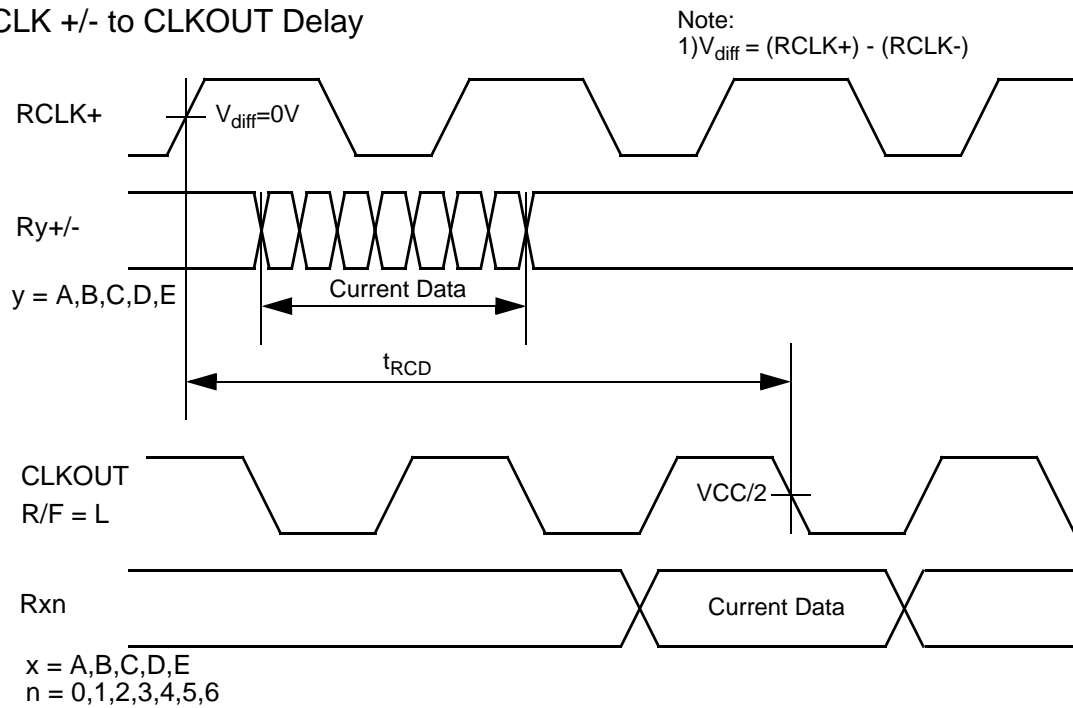 CLK +/- to CLKOUT Delay
Note:
1)Vdiff = (RCLK+) - (RCLK-)
RCLK+
Vdiff=0V
Ry+/-
y = A,B,C,D,E
Current Data
tRCD
CLKOUT
R/F = L
VCC/2
Rxn
Current Data
x = A,B,C,D,E
n = 0,1,2,3,4,5,6